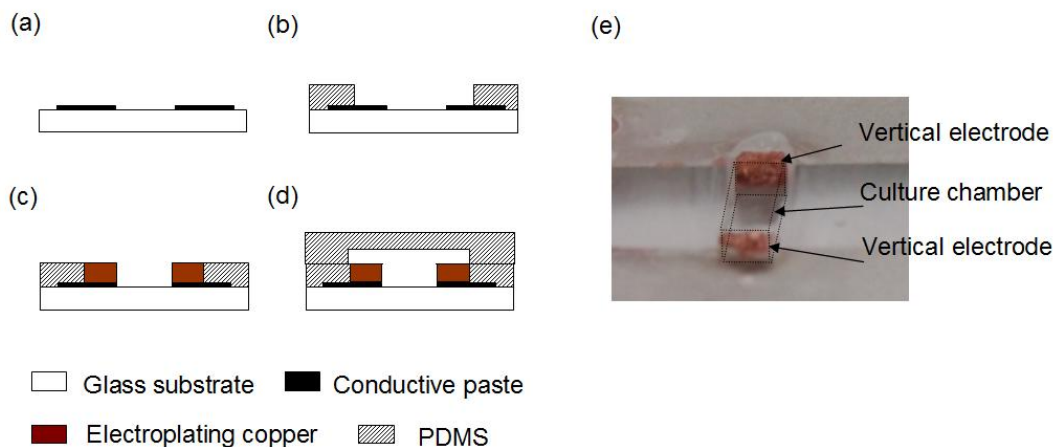 (a)
(b)
(e)
Vertical electrode
Culture chamber
Vertical electrode
(c)
(d)
Glass substrate
Conductive paste
Electroplating copper
PDMS